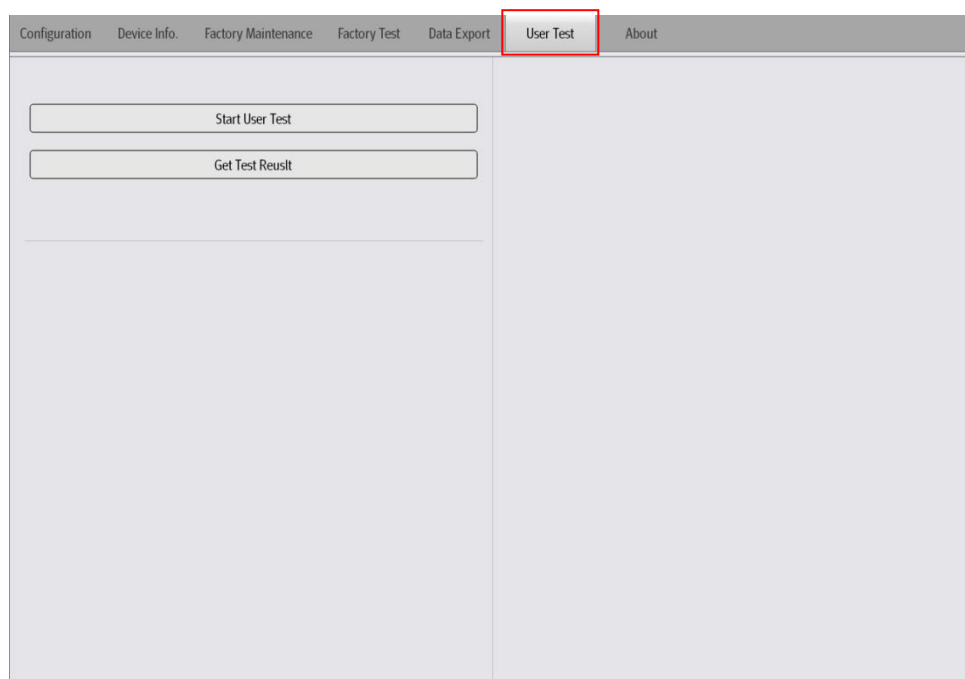 Configuration Device Info. Factory Maintenance Factory Test Data Export User Test About
Start User Test
Get Test Reuslt